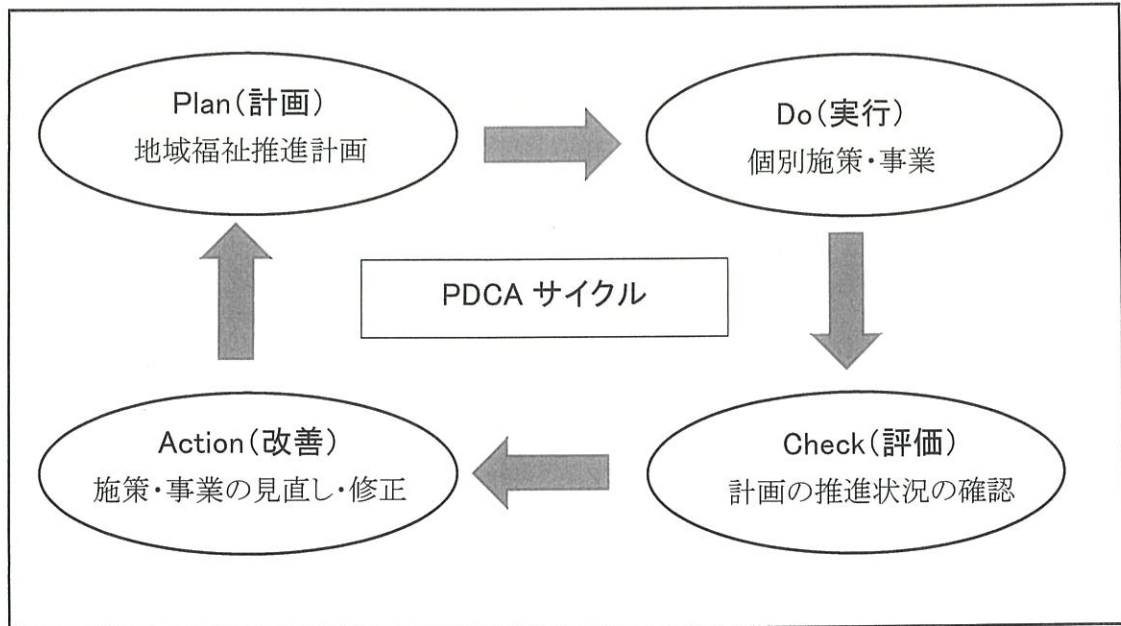 Plan(計画)
地域福祉推進計画
Do(実行)
個別施策・事業
PDCA サイクル
Action(改善)
施策・事業の見直し・修正
Check(評価)
計画の推進状況の確認